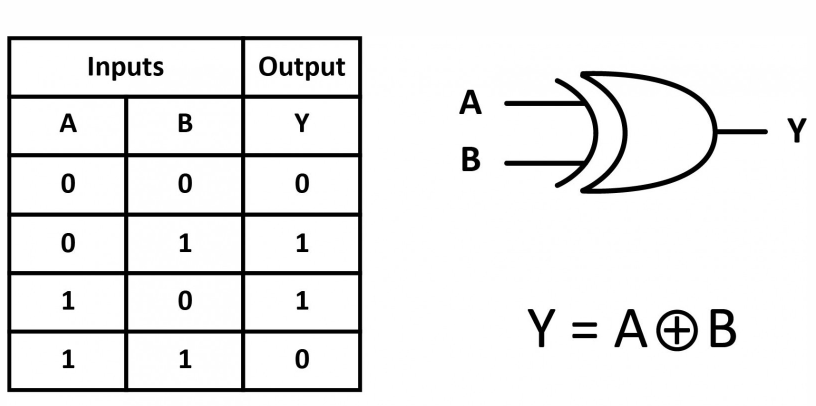 Inputs Output
A B Y
0 0 0
0 1 1
1 0 1
1 1 0
A
B
Y
Y = A⊕B